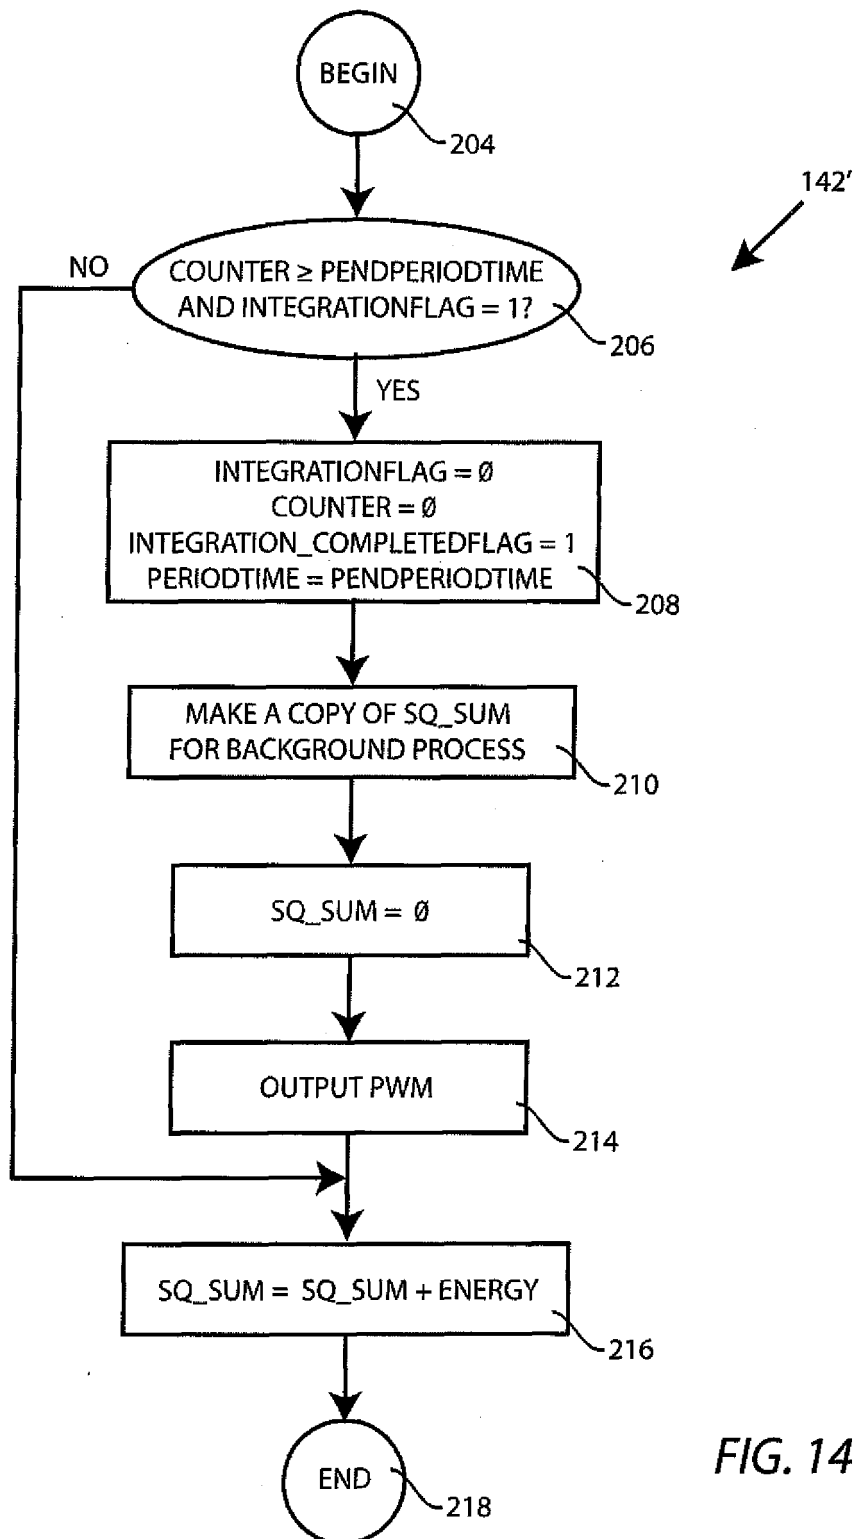 BEGIN
204
142'
NO
COUNTER ≥ PENDPERIODTIME
AND INTEGRATIONFLAG = 1?
206
YES
INTEGRATIONFLAG = Ø
COUNTER = Ø
INTEGRATION_COMPLETEDFLAG = 1
PERIODTIME = PENDPERIODTIME
208
MAKE A COPY OF SQ_SUM
FOR BACKGROUND PROCESS
210
SQ_SUM = Ø
212
OUTPUT PWM
214
SQ_SUM = SQ_SUM + ENERGY
216
END
218
FIG. 14